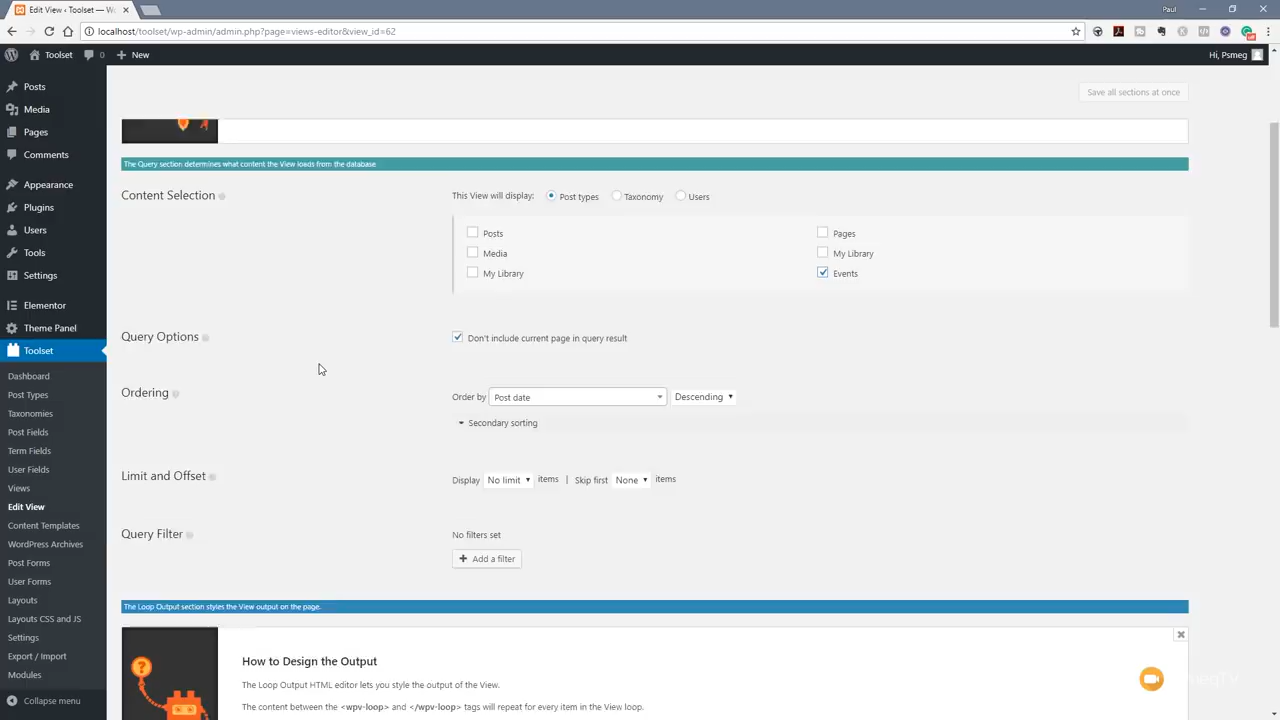 Edit View ‹ Toolset — W
Paul
localhost/toolset/wp-admin/admin.php?page=views-editor&view_id=62
Toolset
0
New
Hi, Psmeg
Posts
Media
Pages
Comments
Appearance
Plugins
Users
Tools
Settings
Elementor
Theme Panel
Toolset
Dashboard
Post Types
Taxonomies
Post Fields
Term Fields
User Fields
Views
Edit View
Content Templates
WordPress Archives
Post Forms
User Forms
Layouts
Layouts CSS and JS
Settings
Export / Import
Modules
Collapse menu
Save all sections at once
The Query section determines what content the View loads from the database
Content Selection
This View will display: Post types Taxonomy Users
Posts Pages
Media My Library
My Library Events
Query Options
Don't include current page in query result
Ordering
Order by Post date Descending
Secondary sorting
Limit and Offset
Display No limit items | Skip first None items
Query Filter
No filters set
Add a filter
The Loop Output section styles the View output on the page.
How to Design the Output
The Loop Output HTML editor lets you style the output of the View.
The content between the <wpv-loop> and </wpv-loop> tags will repeat for every item in the View loop.